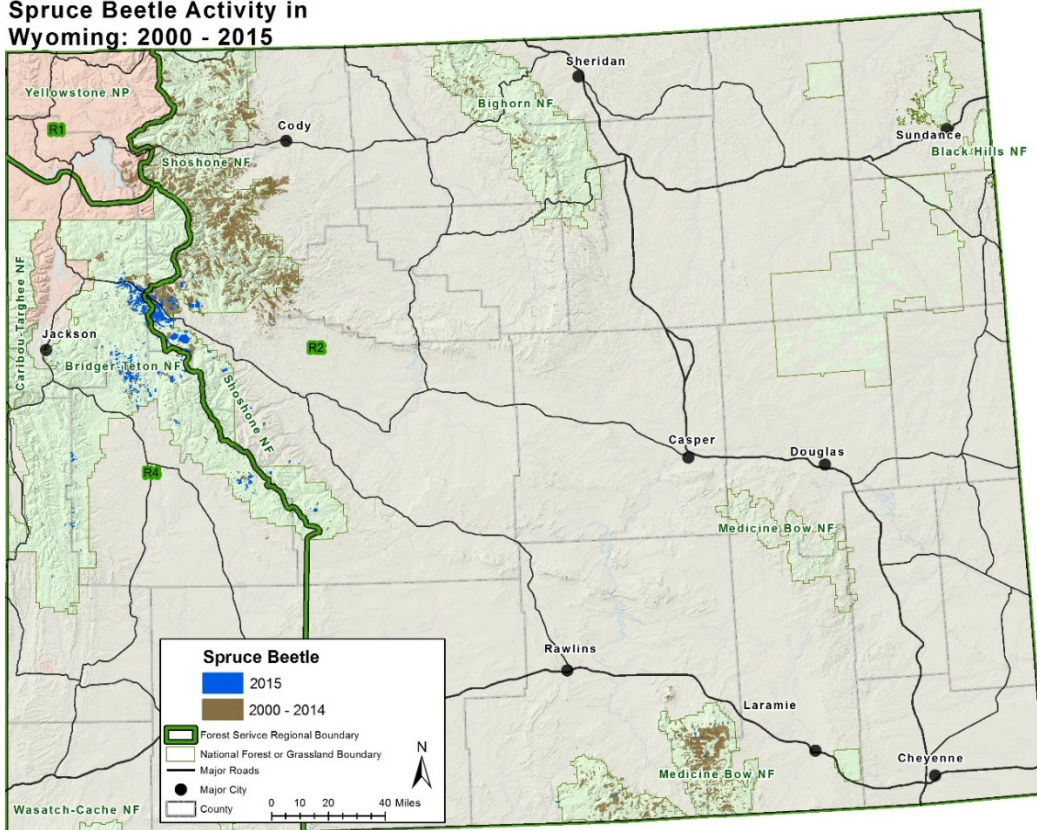 Spruce Beetle Activity in
Wyoming: 2000 - 2015
Yellowstone NP
R1
Shoshone NF
Cody
Bighorn NF
Sheridan
Sundance
Black Hills NF
Caribou-Targhee NF
Jackson
Bridger-Teton NF
Shoshone NF
R2
R4
Casper
Douglas
Medicine Bow NF
Rawlins
Laramie
Cheyenne
Medicine Bow NF
Wasatch-Cache NF
Spruce Beetle
2015
2000 - 2014
Forest Serivce Regional Boundary
National Forest or Grassland Boundary
Major Roads
Major City
County
N
0 10 20 40 Miles